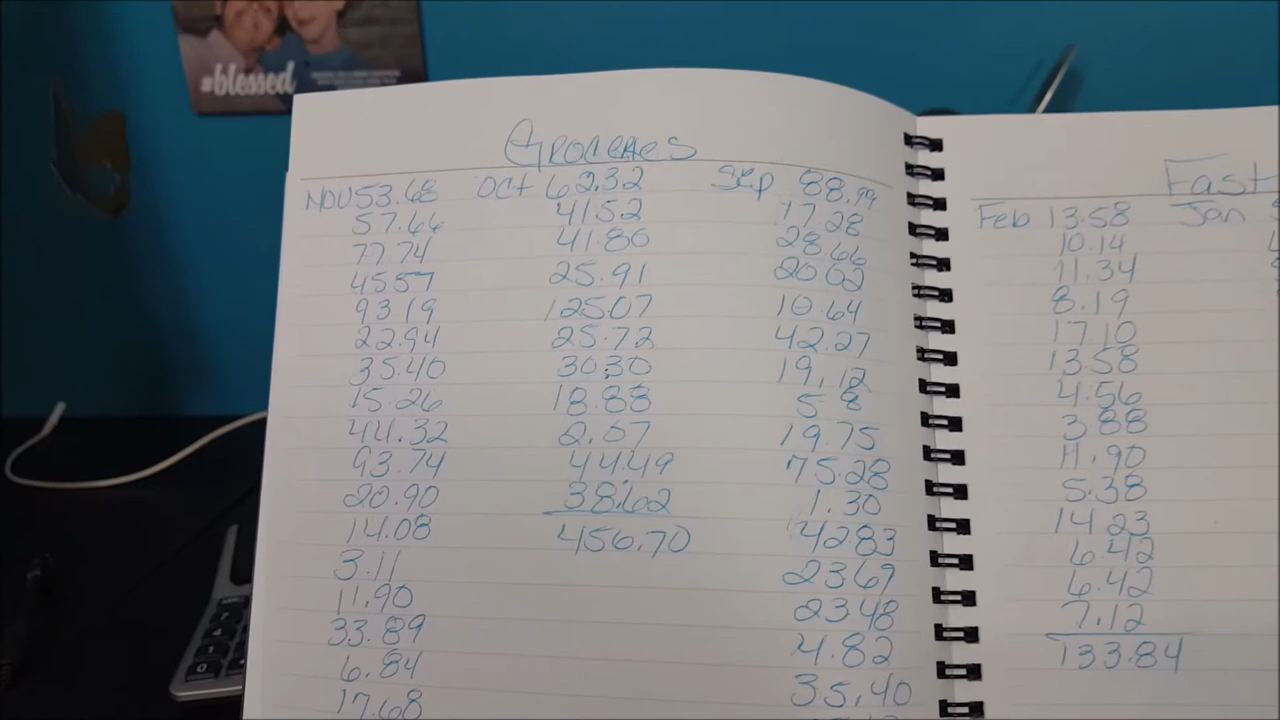 #blessed
Groceries
Nov 53.68 Oct 62.32 Sep 88.99
57.66 41.52 17.28
77.74 41.80 28.66
45.57 25.91 20.02
93.19 125.07 10.64
22.94 25.72 42.27
35.40 30.30 19.12
15.26 18.88 5 8
44.32 2.07 19.75
93.74 44.49 75.28
20.90 38.62 1.30
14.08 456.70 42 83
3.11 23 69
11.90 23 48
33.89 4.82
6.84 35.40
17.68
Fast
Feb 13.58 Jan
10.14
11.34
8.19
17.10
13.58
4.56
3 88
11.90
5.38
14 23
6.42
6.42
7.12
133.84